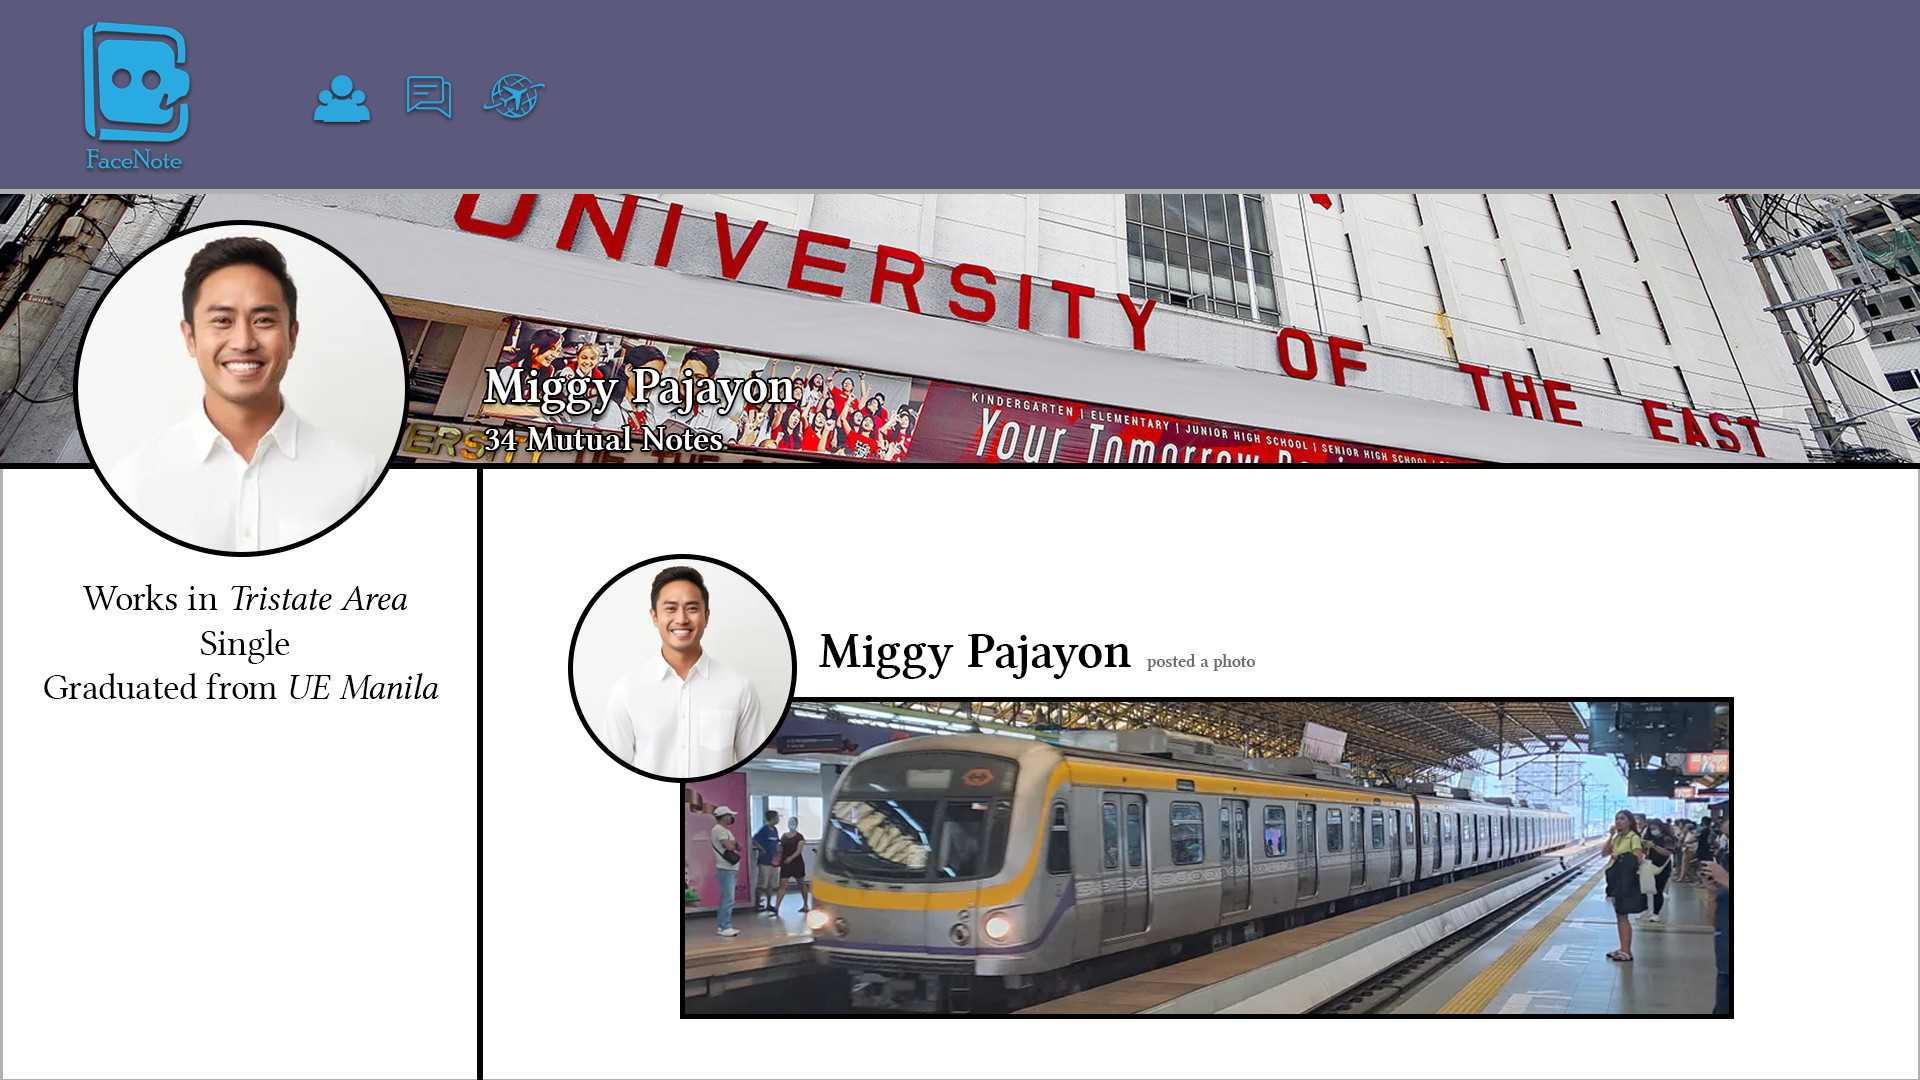 FaceNote
UNIVERSITY OF THE EAST
Miggy Pajayon
34 Mutual Notes
KINDERGARTEN | ELEMENTARY | JUNIOR HIGH SCHOOL | SENIOR HIGH SCHOOL
Your Tomorrow
Works in Tristate Area
Single
Graduated from UE Manila
Miggy Pajayon posted a photo